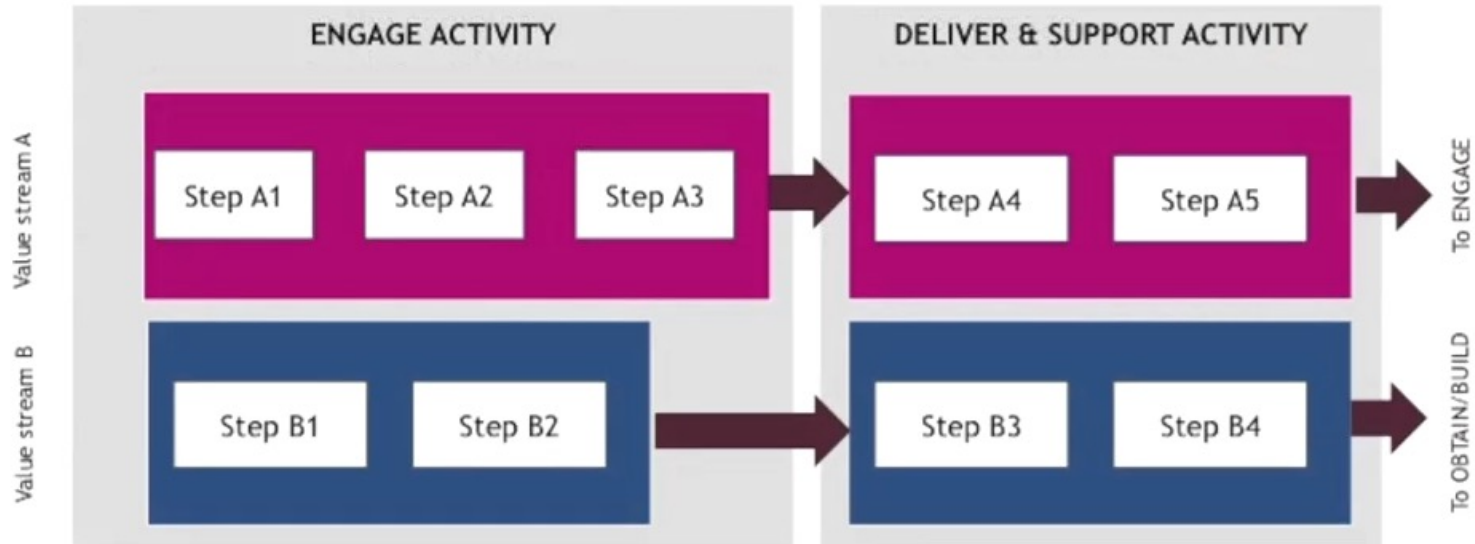 ENGAGE ACTIVITY
DELIVER & SUPPORT ACTIVITY
Value stream A
Step A1
Step A2
Step A3
Step A4
Step A5
To ENGAGE
Value stream B
Step B1
Step B2
Step B3
Step B4
To OBTAIN/BUILD